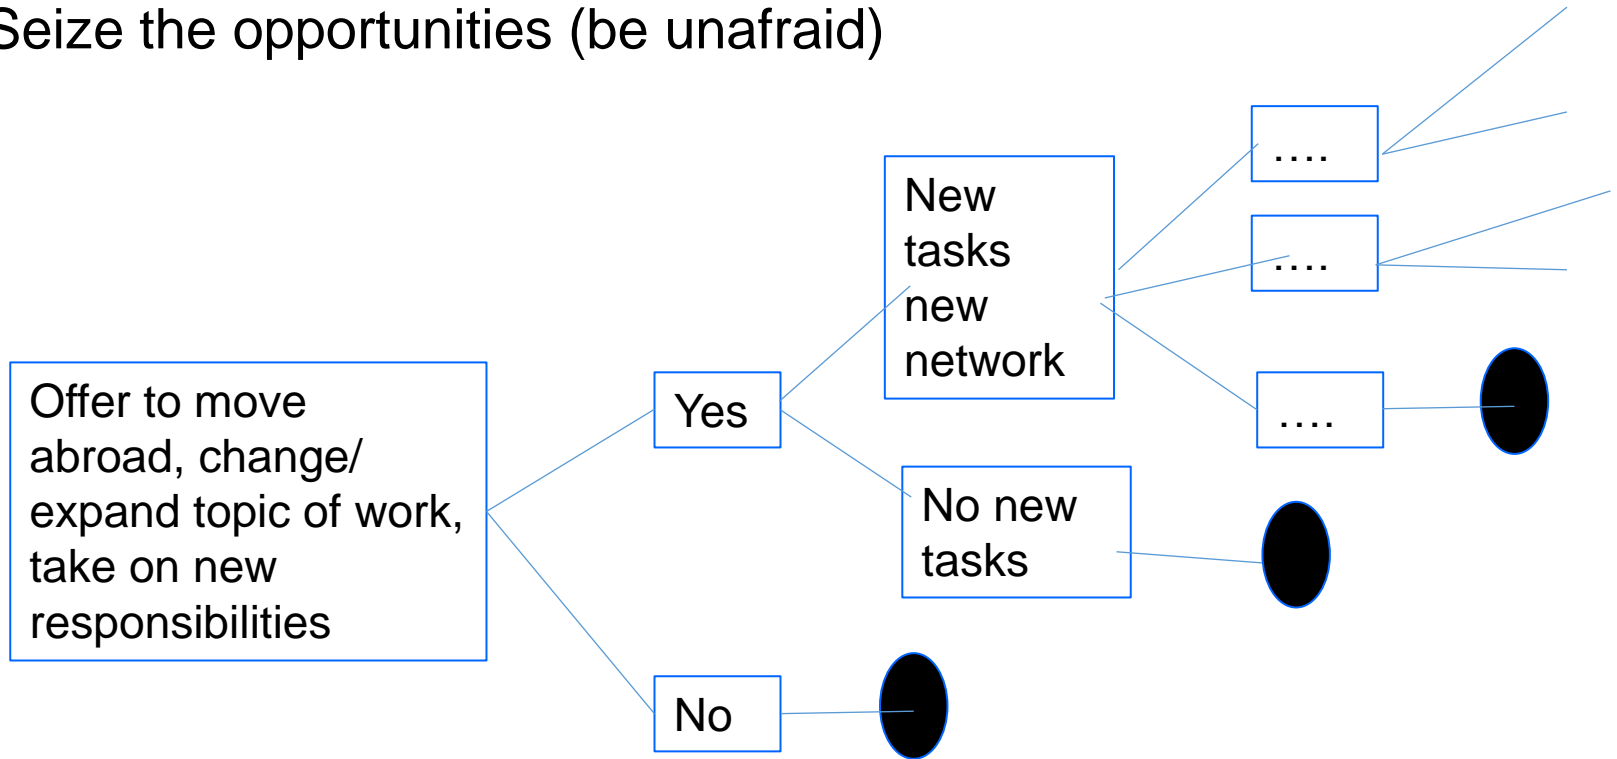 Seize the opportunities (be unafraid)
Offer to move
abroad, change/
expand topic of work,
take on new
responsibilities
Yes
No
New
tasks
new
network
No new
tasks
....
....
....